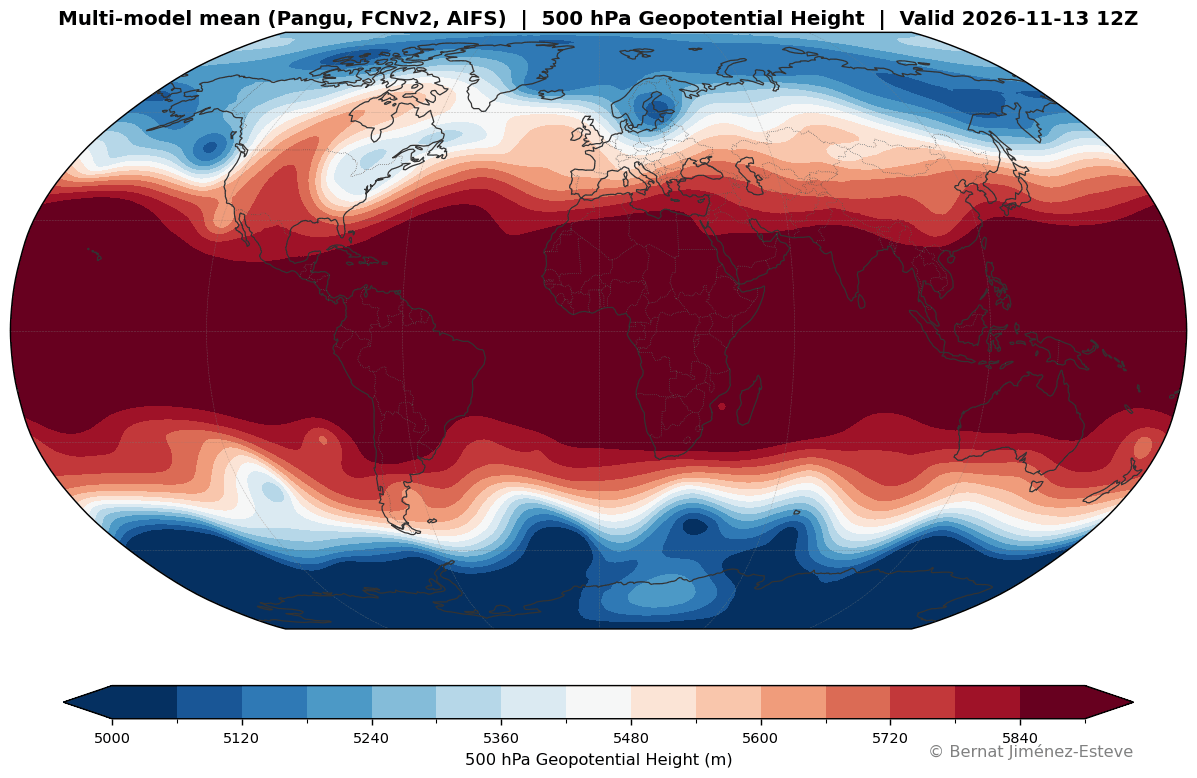 Multi-model mean (Pangu, FCNv2, AIFS)  |  500 hPa Geopotential Height  |  Valid 2026-11-13 12Z
5000 5120 5240 5360 5480 5600 5720 5840
500 hPa Geopotential Height (m)
© Bernat Jiménez-Esteve